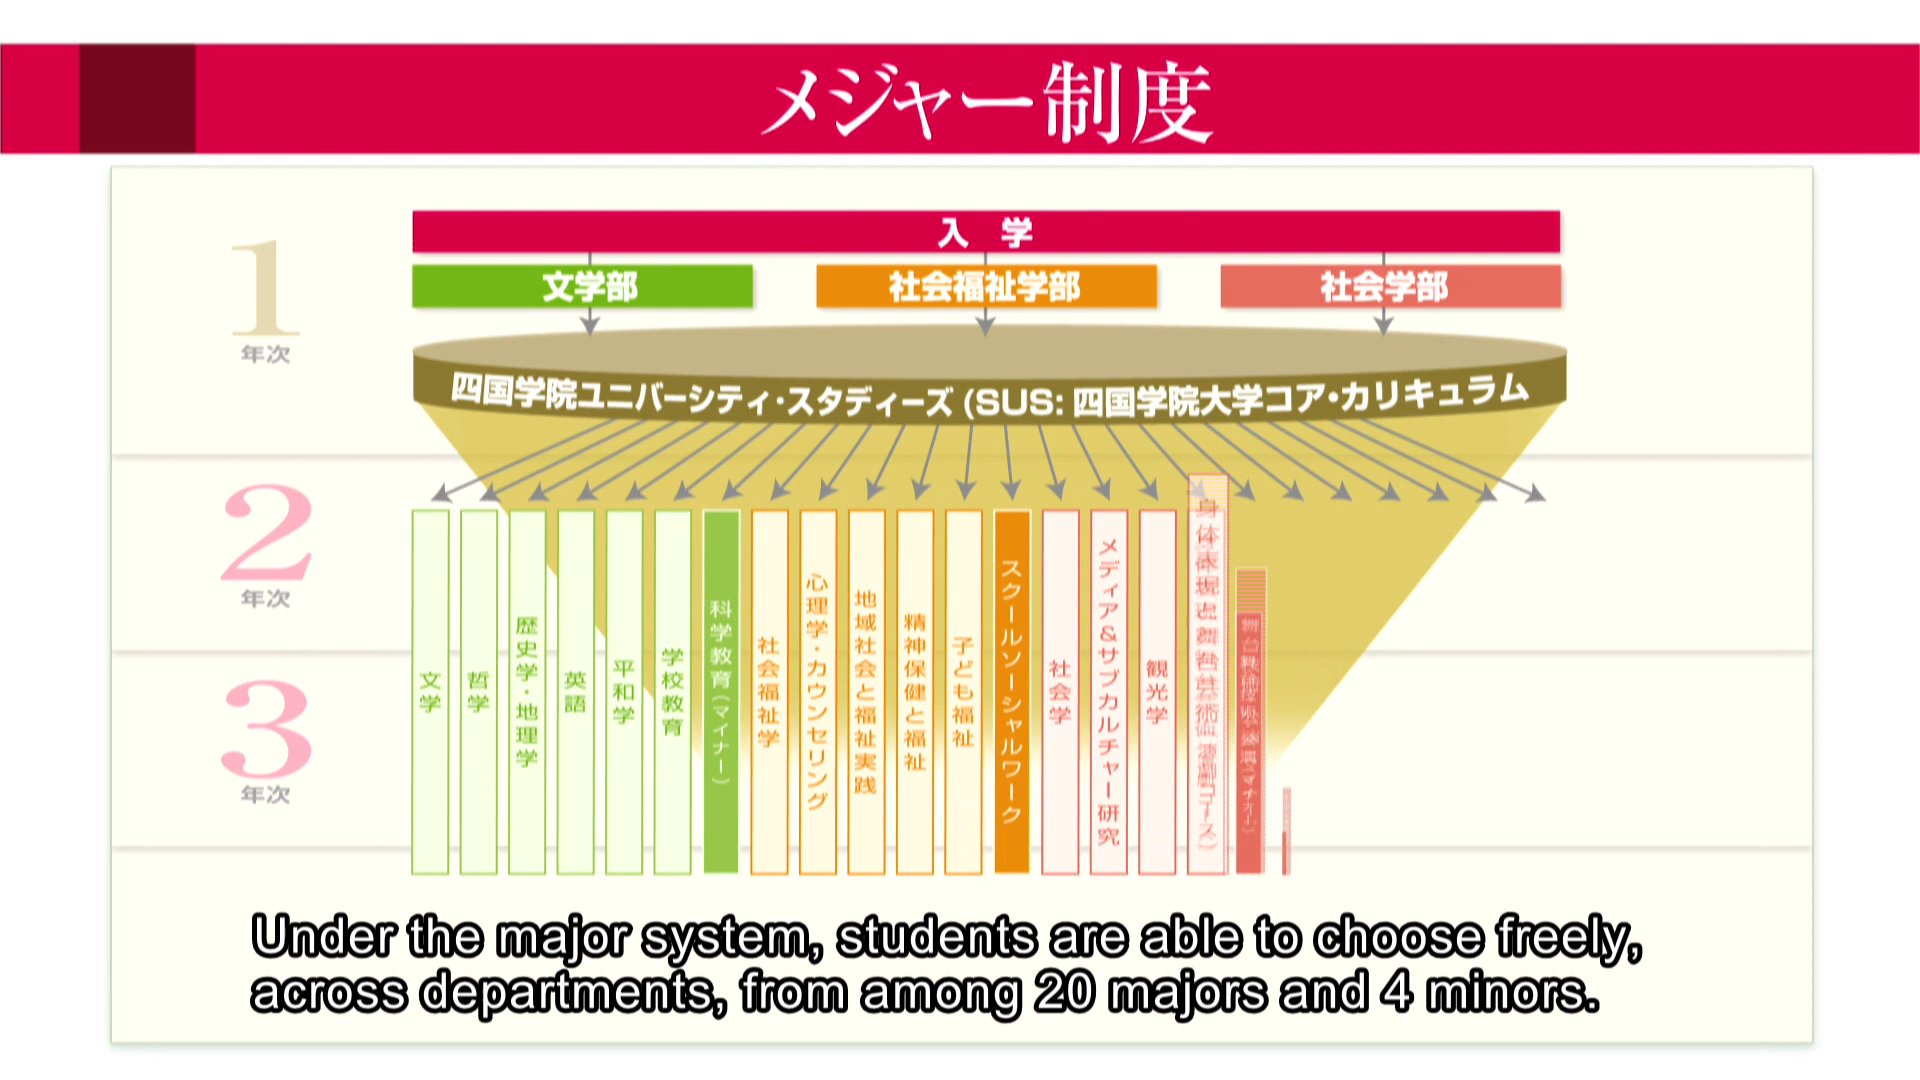 メジャー制度
入 学
文学部
社会福祉学部
社会学部
1
年次
四国学院ユニバーシティ・スタディーズ (SUS: 四国学院大学コア・カリキュラム
2
年次
3
年次
文学
哲学
歴史学・地理学
英語
平和学
学校教育
科学教育(マイナー)
社会福祉学
心理学・カウンセリング
地域社会と福祉実践
精神保健と福祉
子ども福祉
スクールソーシャルワーク
社会学
メディア&サブカルチャー研究
観光学
身体表現と舞台芸術
Under the major system, students are able to choose freely,
across departments, from among 20 majors and 4 minors.